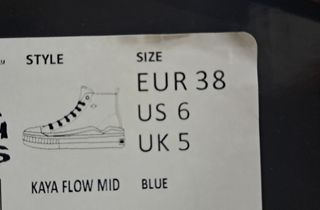 STYLE
SIZE
EUR 38
US 6
UK 5
KAYA FLOW MID
BLUE